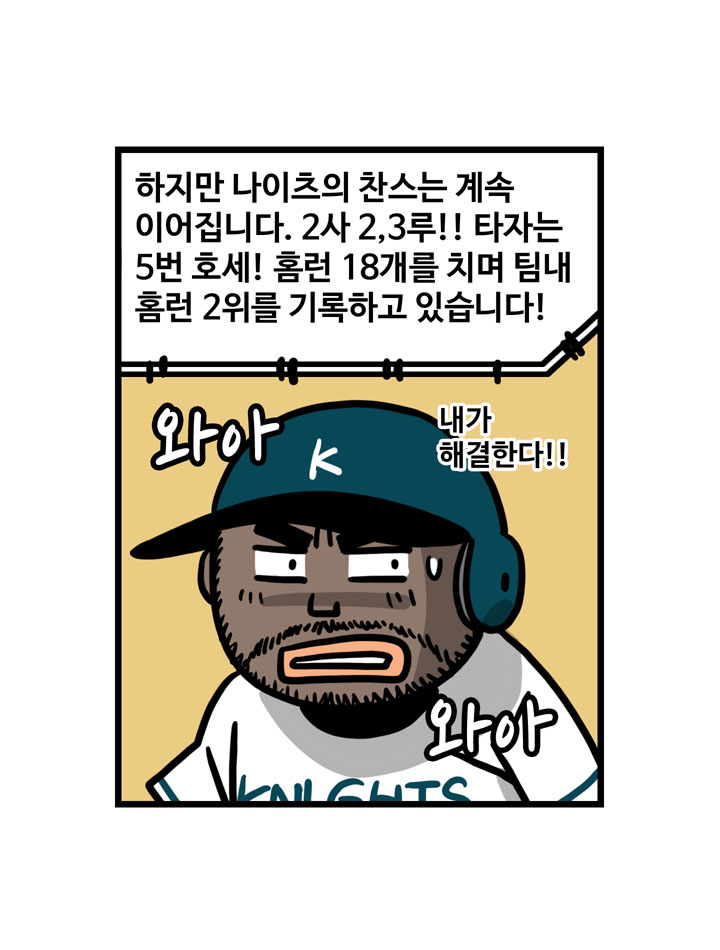 하지만 나이츠의 찬스는 계속
이어집니다. 2사 2,3루!! 타자는
5번 호세! 홈런 18개를 치며 팀내
홈런 2위를 기록하고 있습니다!
와아
내가
해결한다!!
K
와아
KNIGHTS